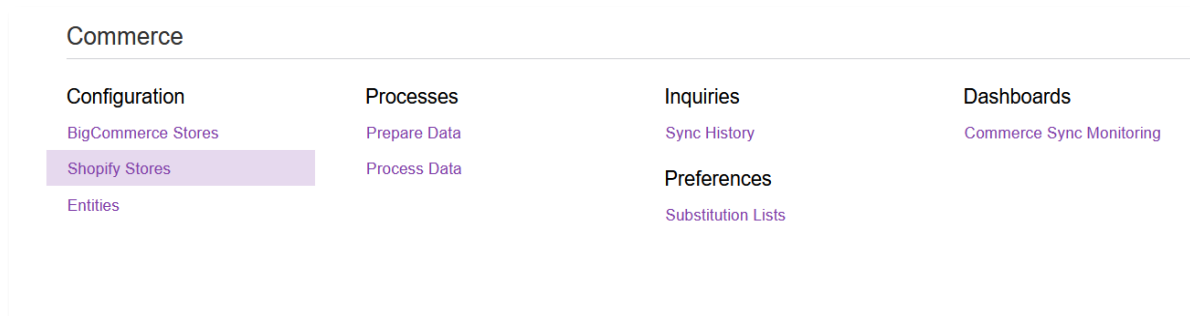 Commerce
Configuration
BigCommerce Stores
Shopify Stores
Entities
Processes
Prepare Data
Process Data
Inquiries
Sync History
Preferences
Substitution Lists
Dashboards
Commerce Sync Monitoring